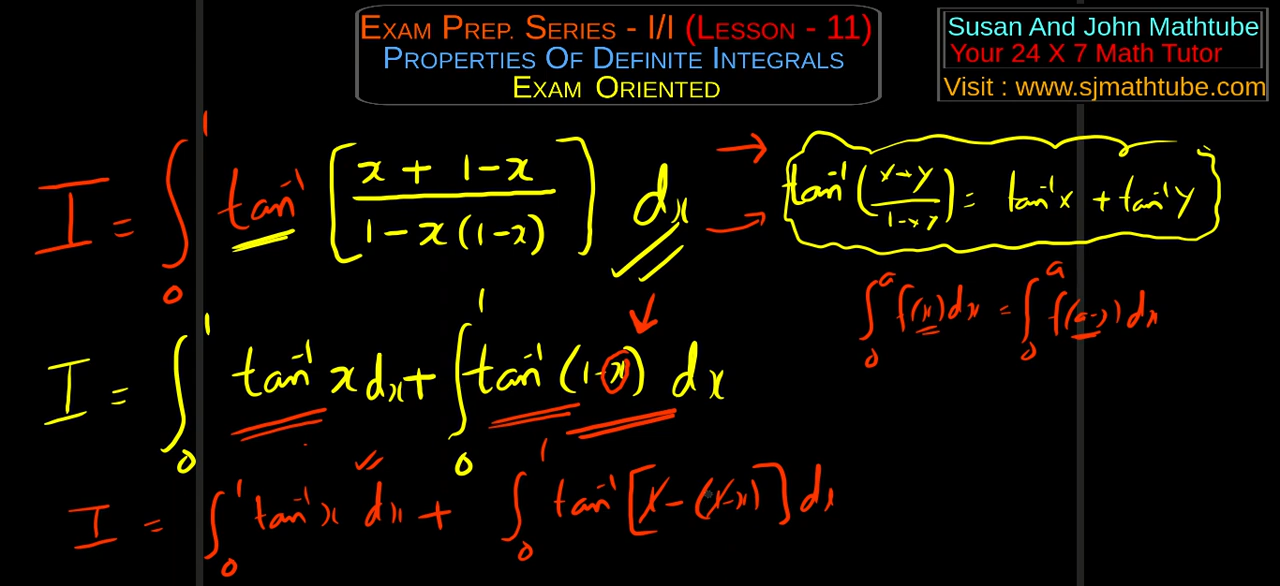 EXAM PREP. SERIES - I/I (LESSON - 11)
PROPERTIES OF DEFINITE INTEGRALS
EXAM ORIENTED
Susan And John Mathtube
Your 24 X 7 Math Tutor
Visit : www.sjmathtube.com
I = ∫₀¹ tan⁻¹ [x + 1-x / 1-x(1-x)] dx → →
tan⁻¹ (x+y / 1-xy) = tan⁻¹x + tan⁻¹y
∫₀ᵃ f(x)dx = ∫₀ᵃ f(a-x)dx
I = ∫₀¹ tan⁻¹ x dx + ∫₀¹ tan⁻¹ (1-x) dx
I = ∫₀¹ tan⁻¹ x dx + ∫₀¹ tan⁻¹ [1-(1-x)] dx